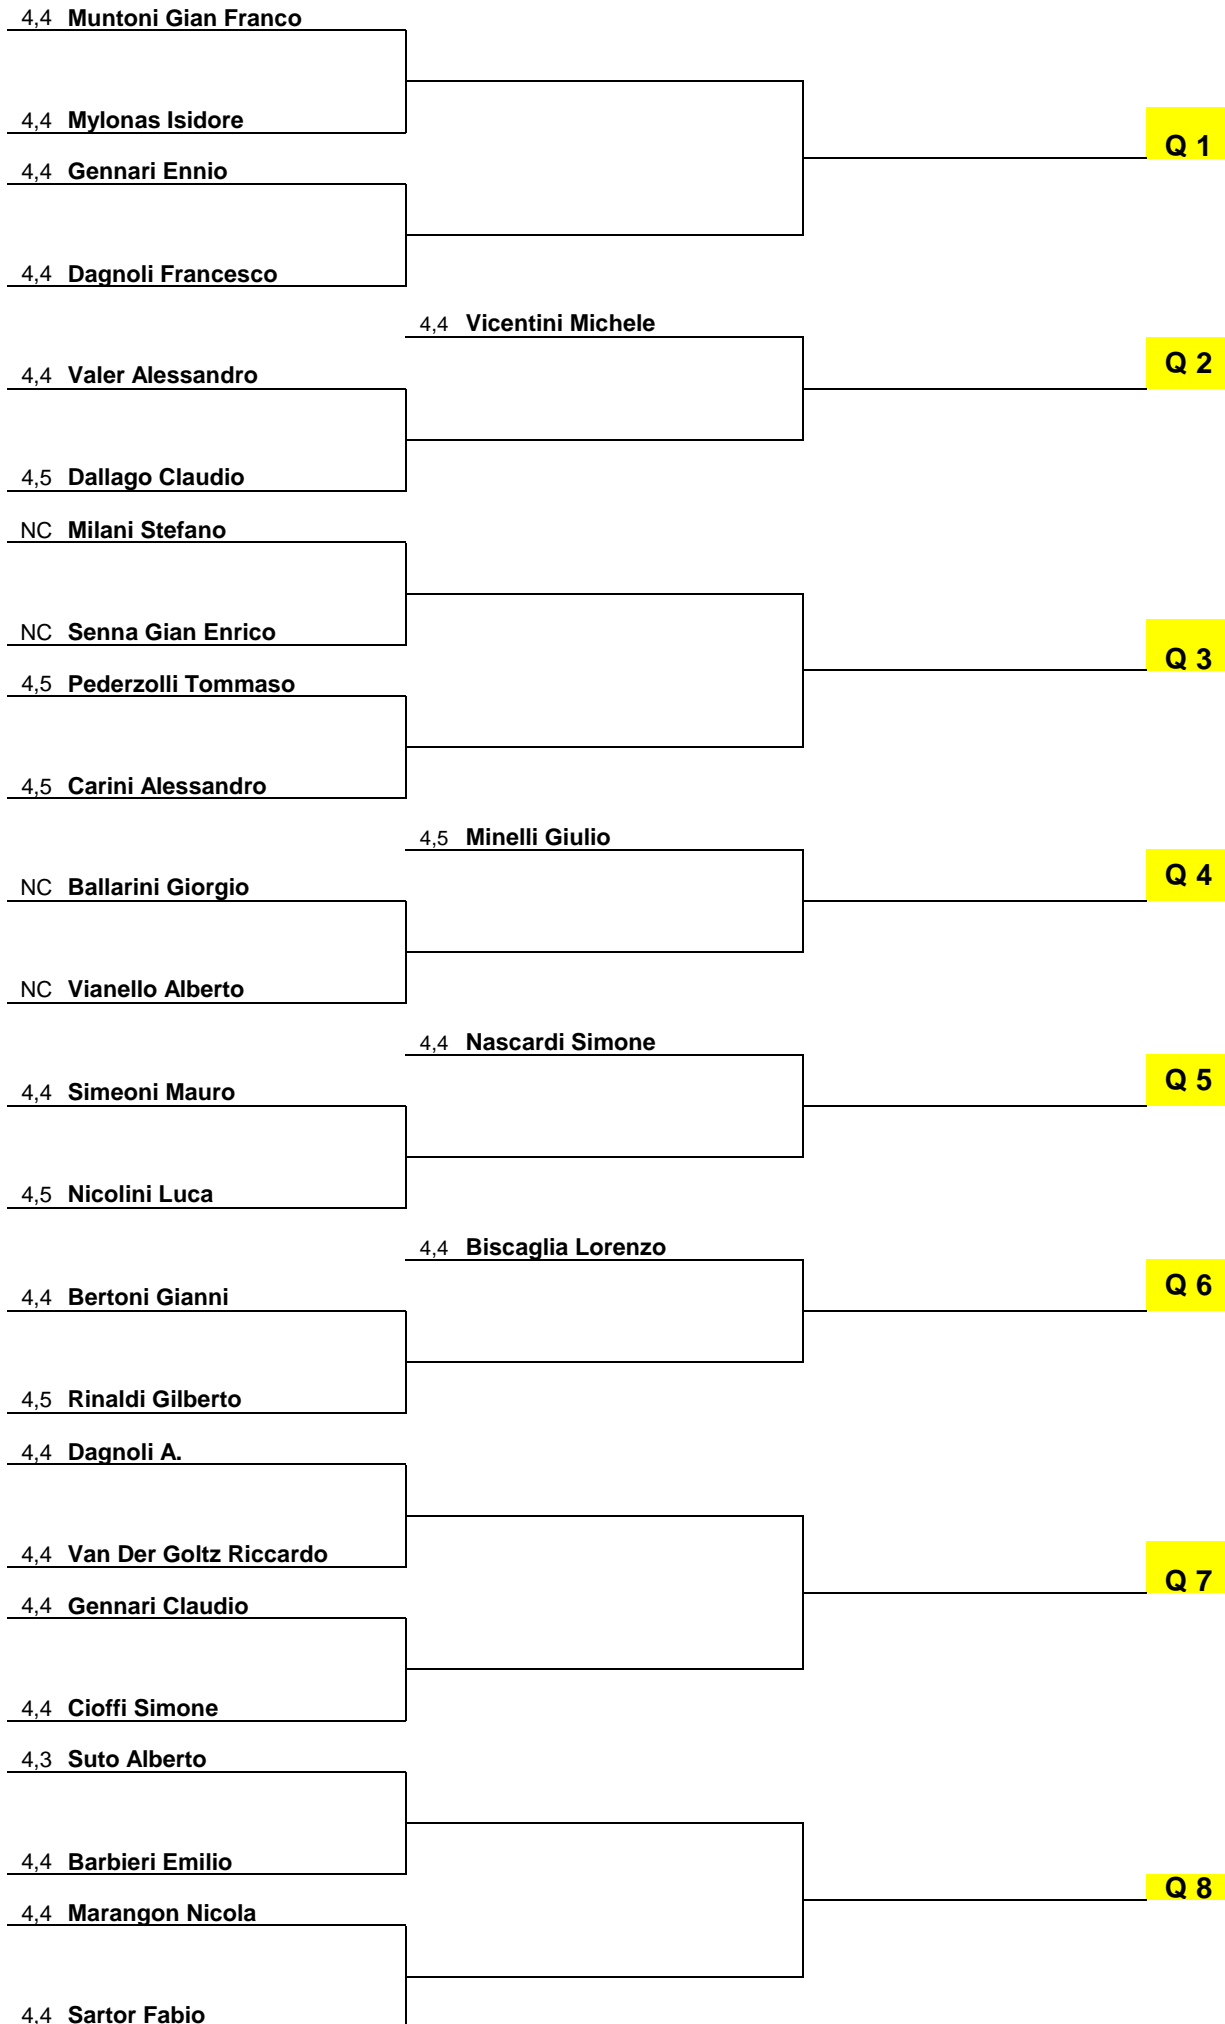 4,4 Muntoni Gian Franco
4,4 Mylonas Isidore
Q 1
4,4 Gennari Ennio
4,4 Dagnoli Francesco
4,4 Vicentini Michele
Q 2
4,4 Valer Alessandro
4,5 Dallago Claudio
NC Milani Stefano
NC Senna Gian Enrico
Q 3
4,5 Pederzolli Tommaso
4,5 Carini Alessandro
4,5 Minelli Giulio
Q 4
NC Ballarini Giorgio
NC Vianello Alberto
4,4 Nascardi Simone
Q 5
4,4 Simeoni Mauro
4,5 Nicolini Luca
4,4 Biscaglia Lorenzo
Q 6
4,4 Bertoni Gianni
4,5 Rinaldi Gilberto
4,4 Dagnoli A.
4,4 Van Der Goltz Riccardo
Q 7
4,4 Gennari Claudio
4,4 Cioffi Simone
4,3 Suto Alberto
4,4 Barbieri Emilio
Q 8
4,4 Marangon Nicola
4,4 Sartor Fabio